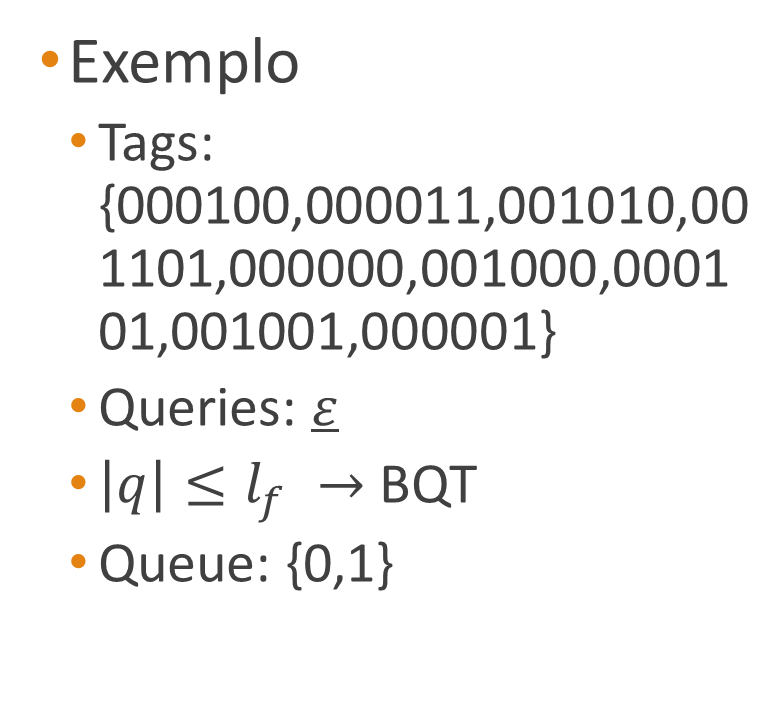 • Exemplo
• Tags:
{000100,000011,001010,00
1101,000000,001000,0001
01,001001,000001}
• Queries: ε
• |q| ≤ l_f → BQT
• Queue: {0,1}